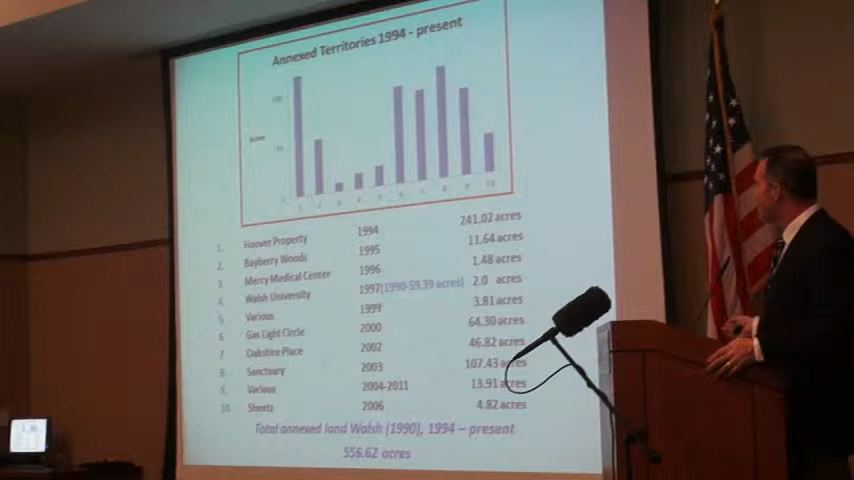 Annexed Territories 1994 - present
1. Hoover Property 1994 241.02 acres
2. Bayberry Woods 1995 11.64 acres
3. Mercy Medical Center 1996 1.48 acres
4. Walsh University 1997(1990-59.39 acres) 2.0 acres
5. Various 1999 3.81 acres
6. Gas Light Circle 2000 64.30 acres
7. Oakshire Place 2002 46.82 acres
8. Sanctuary 2003 107.43 acres
9. Various 2004-2011 13.91 acres
10. Sheetz 2006 4.82 acres
Total annexed land Walsh (1990), 1994 – present
556.62 acres